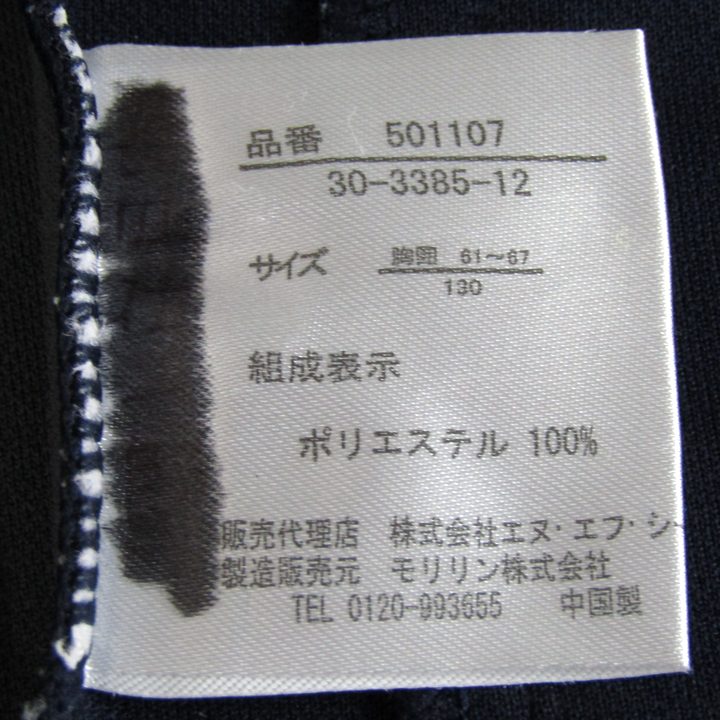 品番 501107
30-3385-12
サイズ 胸囲 61～67
130
組成表示
ポリエステル 100%
販売代理店 株式会社エヌ・エフ・シー
製造販売元 モリリン株式会社
TEL 0120-993655 中国製